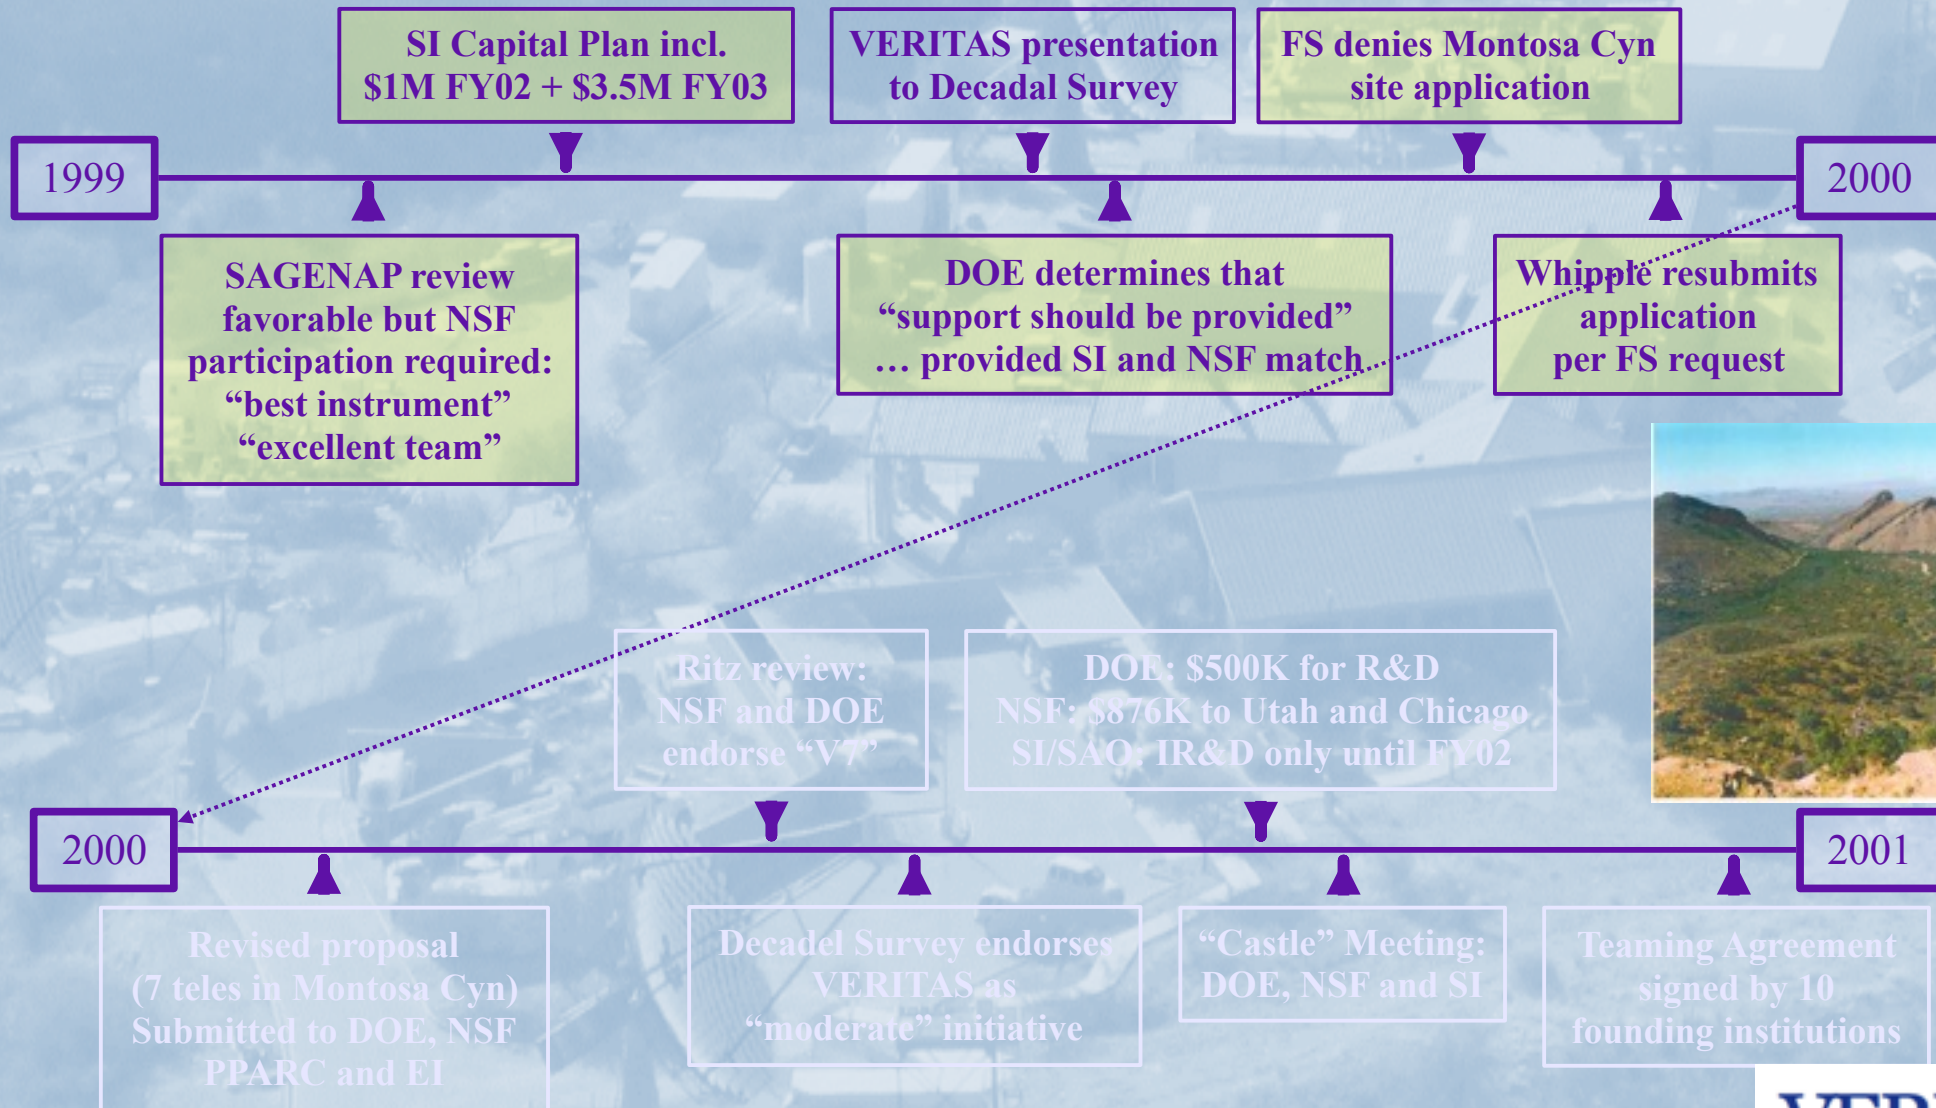 SI Capital Plan incl.
$1M FY02 + $3.5M FY03
VERITAS presentation
to Decadal Survey
FS denies Montosa Cyn
site application
1999
2000
SAGENAP review
favorable but NSF
participation required:
“best instrument”
“excellent team”
DOE determines that
“support should be provided”
… provided SI and NSF match
Whipple resubmits
application
per FS request
Ritz review:
NSF and DOE
endorse “V7”
DOE: $500K for R&D
NSF: $876K to Utah and Chicago
SI/SAO: IR&D only until FY02
2000
2001
Revised proposal
(7 teles in Montosa Cyn)
Submitted to DOE, NSF
PPARC and EI
Decadel Survey endorses
VERITAS as
“moderate” initiative
“Castle” Meeting:
DOE, NSF and SI
Teaming Agreement
signed by 10
founding institutions